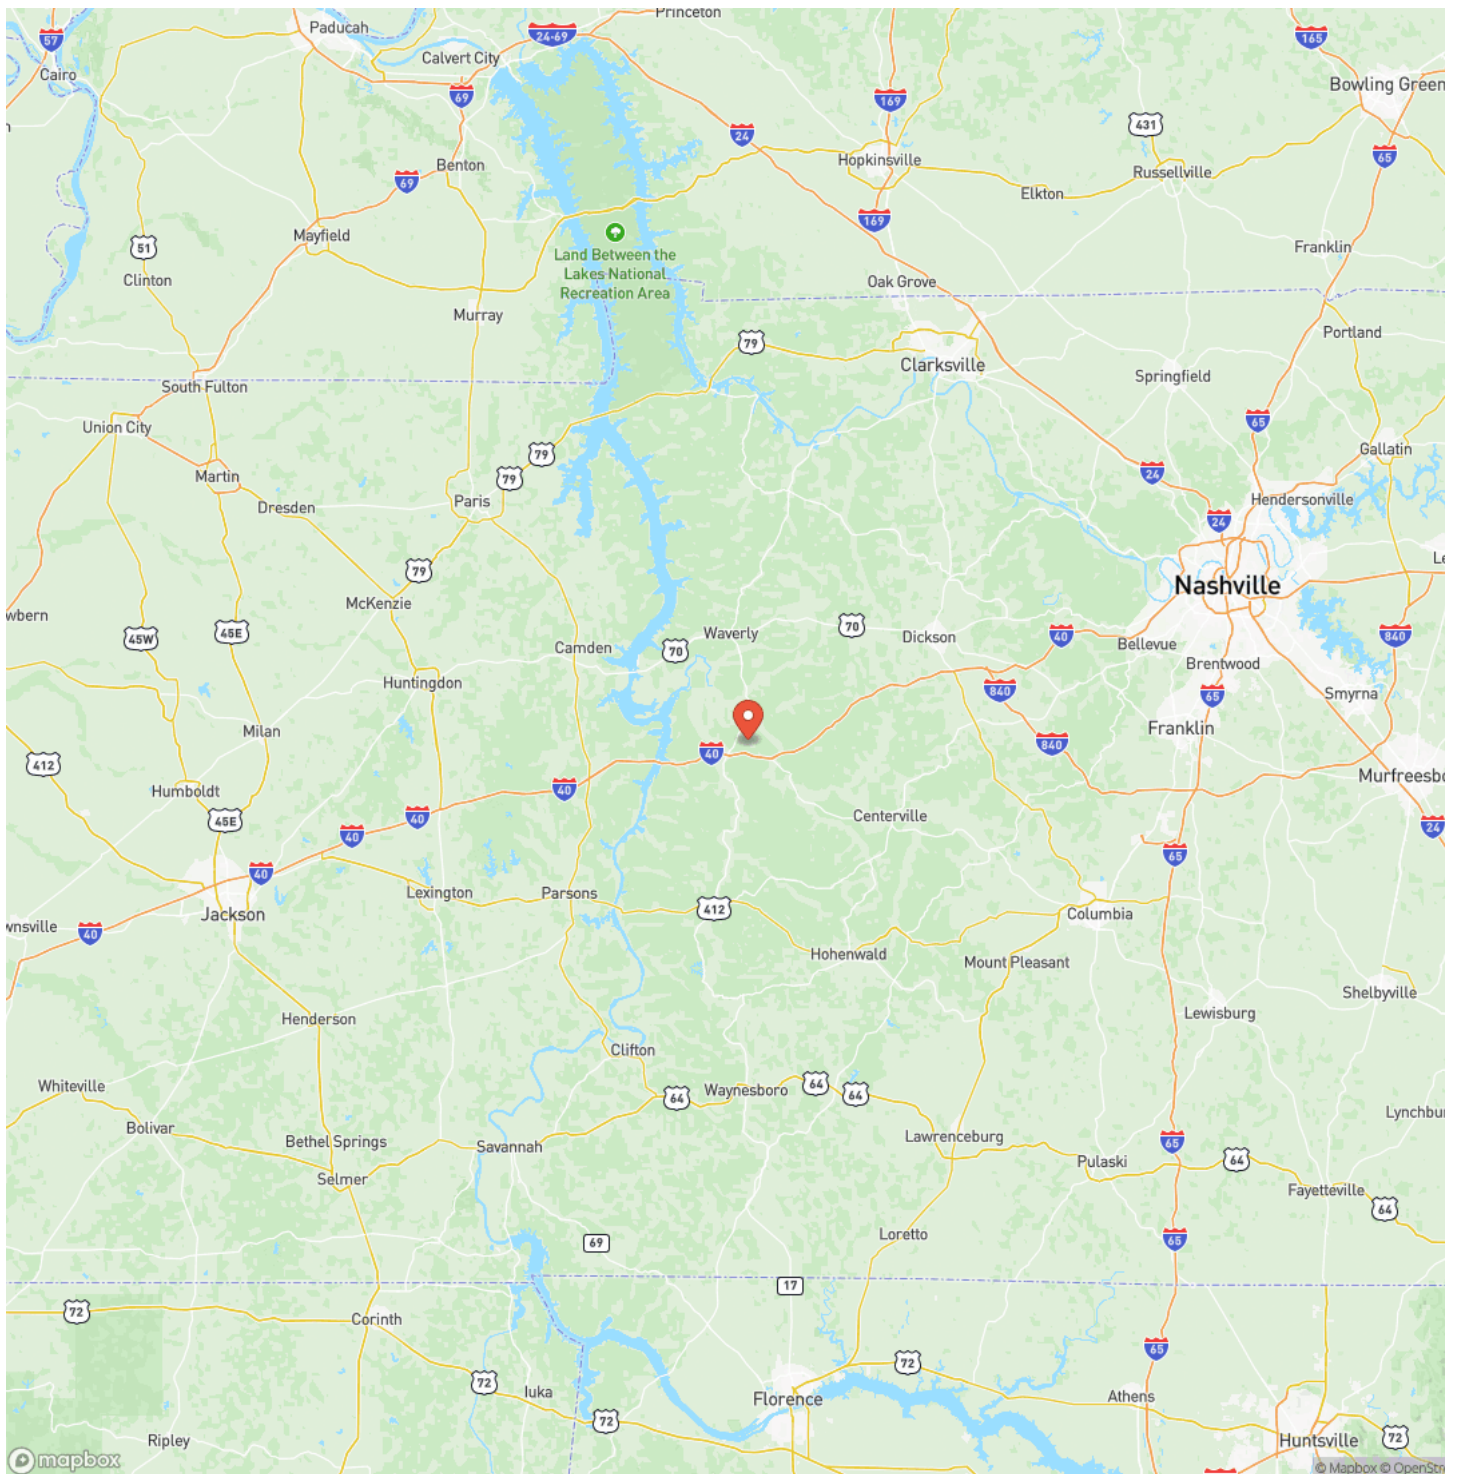 Princeton
Paducah
24-69
165
57
Calvert City
Cairo
Bowling Green
69
169
431
24
65
Benton
Hopkinsville
69
Russellville
Elkton
169
Mayfield
51
Franklin
Land Between the
Lakes National
Recreation Area
Clinton
Oak Grove
Murray
Portland
79
Clarksville
Springfield
South Fulton
Union City
65
Gallatin
79
Martin
79
24
Dresden
Paris
Hendersonville
24
79
Nashville
McKenzie
wbern
45W
45E
70
Waverly
Dickson
40
840
Camden
70
Bellevue
Brentwood
Huntingdon
840
65
Smyrna
Milan
Franklin
412
40
840
Murfreesbo
Humboldt
40
40
45E
40
Centerville
24
65
40
Lexington
Parsons
412
Jackson
Columbia
wnsville
40
Hohenwald
Mount Pleasant
Shelbyville
Henderson
Lewisburg
Clifton
Whiteville
64
Waynesboro
64
64
Lynchbur
Bolivar
Bethel Springs
Savannah
Lawrenceburg
65
Pulaski
64
Selmer
Fayetteville
64
Loretto
69
65
17
72
Corinth
65
72
72
Iuka
Florence
Athens
72
Ripley
Huntsville
72
mapbox
© Mapbox © OpenStre